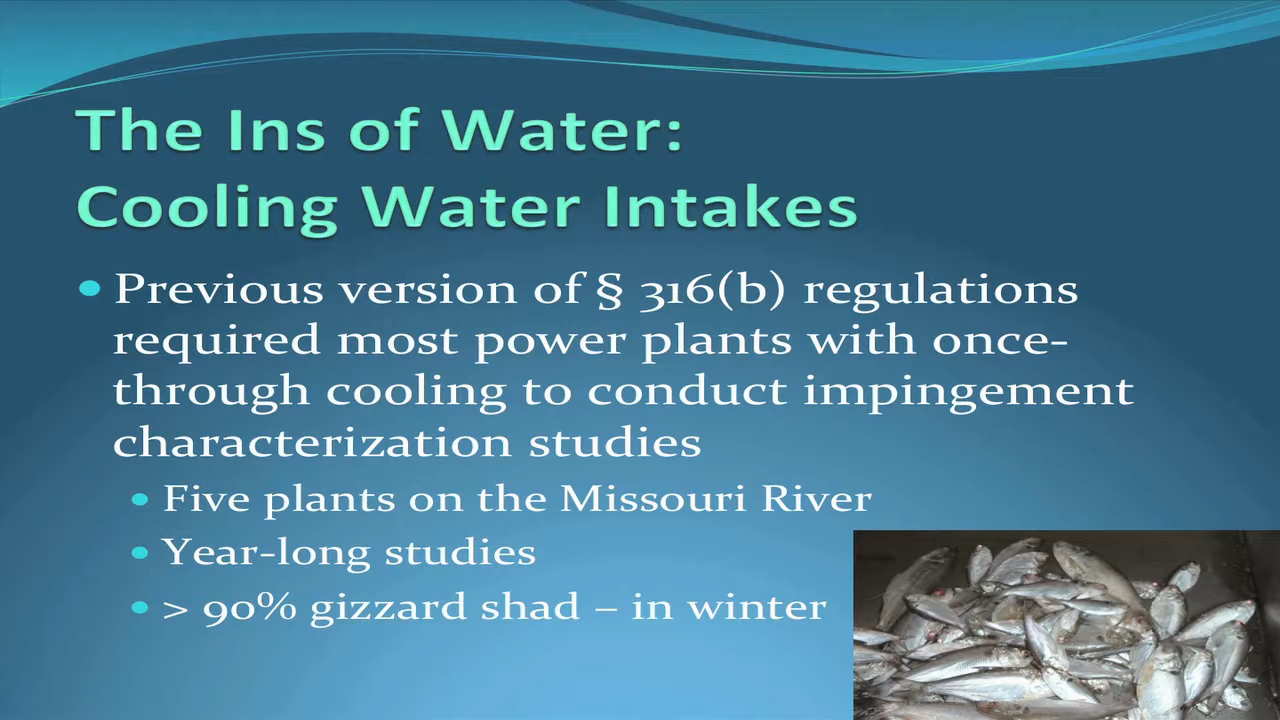 The Ins of Water:
Cooling Water Intakes
• Previous version of § 316(b) regulations
required most power plants with once-
through cooling to conduct impingement
characterization studies
• Five plants on the Missouri River
• Year-long studies
• > 90% gizzard shad – in winter